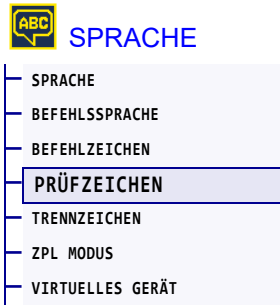 ABC
SPRACHE
SPRACHE
BEFEHLSSPRACHE
BEFEHLZEICHEN
PRÜFZEICHEN
TRENNZEICHEN
ZPL MODUS
VIRTUELLES GERÄT